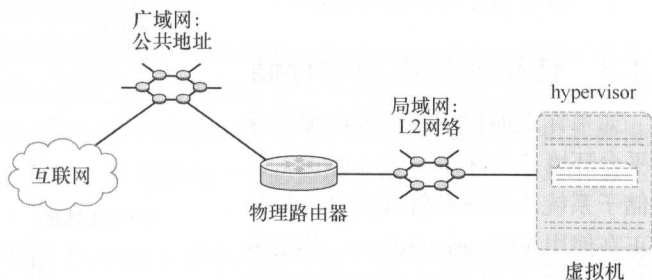 广域网：
公共地址
hypervisor
局域网：
L2网络
互联网
物理路由器
虚拟机